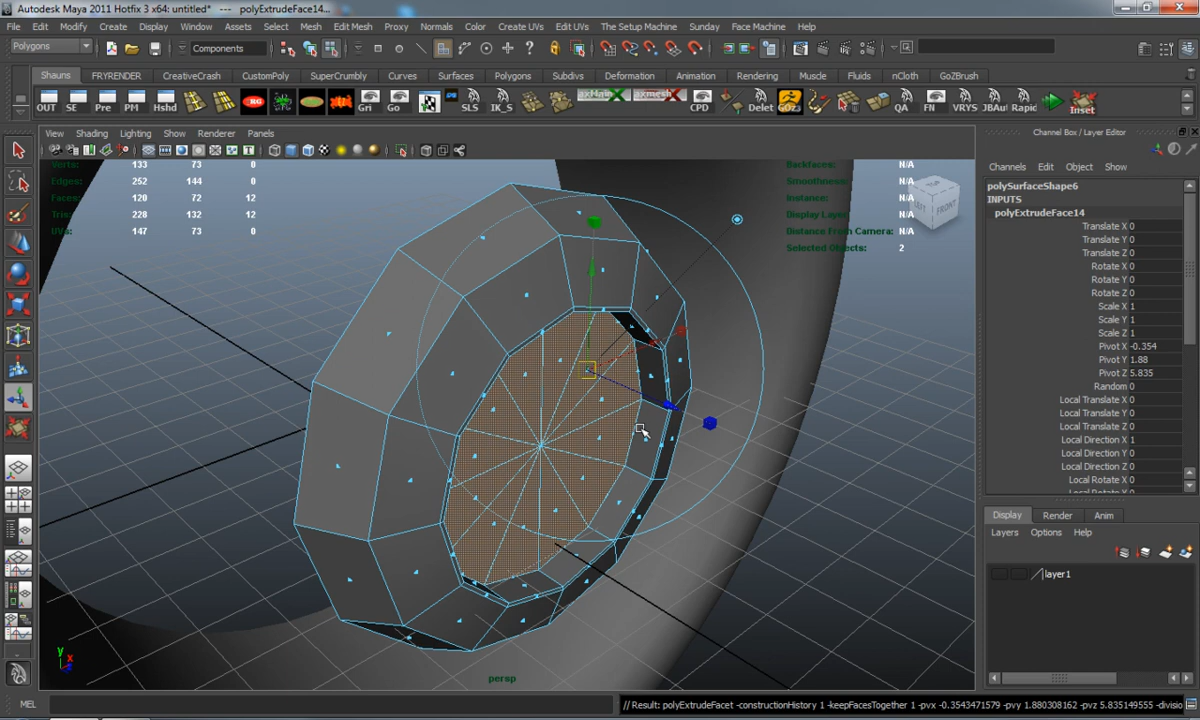 Autodesk Maya 2011 Hotfix 3 x64: untitled* --- polyExtrudeFace14...
File Edit Modify Create Display Window Assets Select Mesh Edit Mesh Proxy Normals Color Create UVs Edit UVs The Setup Machine Sunday Face Machine Help
Polygons Components
Shauns FRYRENDER CreativeCrash CustomPoly SuperCrumbly Curves Surfaces Polygons Subdivs Deformation Animation Rendering Muscle Fluids nCloth GoZBrush
OUT SE Pre PM Hshd Gri Go SLS IK_S CPD Delet GOZ QA FN VRYS JBAu Rapid Inset
View Shading Lighting Show Renderer Panels
Channel Box / Layer Editor
Verts: 133 73 0
Edges: 252 144 0
Faces: 120 72 12
Tris: 228 132 12
UVs: 147 73 0
Backfaces: N/A
Smoothness: N/A
Instance: N/A
Display Layer: N/A
Distance From Camera: N/A
Selected Objects: 2
FRONT
Channels Edit Object Show
polySurfaceShape6
INPUTS
polyExtrudeFace14
Translate X 0
Translate Y 0
Translate Z 0
Rotate X 0
Rotate Y 0
Rotate Z 0
Scale X 1
Scale Y 1
Scale Z 1
Pivot X -0.354
Pivot Y 1.88
Pivot Z 5.835
Random 0
Local Translate X 0
Local Translate Y 0
Local Translate Z 0
Local Direction X 1
Local Direction Y 0
Local Direction Z 0
Local Rotate X 0
Local Rotate Y 0
Display Render Anim
Layers Options Help
layer1
y
x
z
persp
MEL
// Result: polyExtrudeFacet -constructionHistory 1 -keepFacesTogether 1 -pvx -0.3543471579 -pvy 1.880308162 -pvz 5.835149555 -divisio